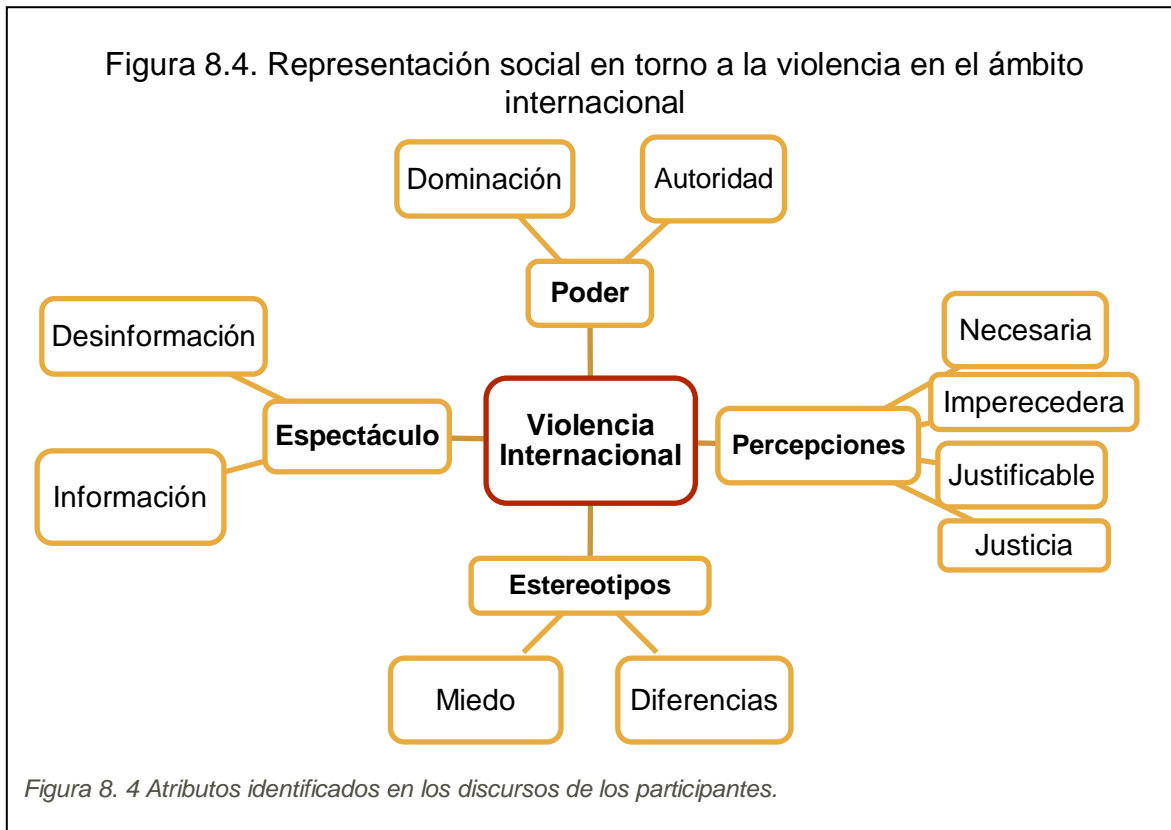 Figura 8.4. Representación social en torno a la violencia en el ámbito
internacional
Dominación
Autoridad
Poder
Desinformación
Espectáculo
Información
Violencia
Internacional
Percepciones
Necesaria
Imperecedera
Justificable
Justicia
Estereotipos
Miedo
Diferencias
Figura 8. 4 Atributos identificados en los discursos de los participantes.